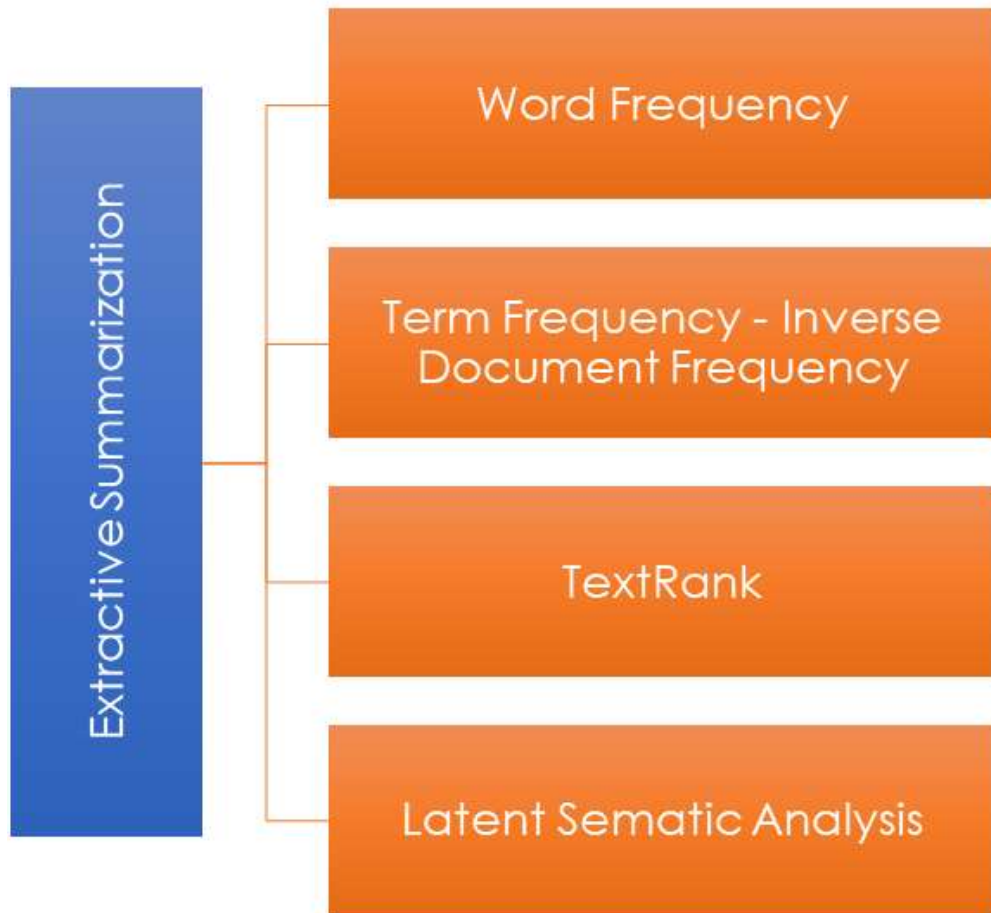 Extractive Summarization
Word Frequency
Term Frequency - Inverse
Document Frequency
TextRank
Latent Sematic Analysis